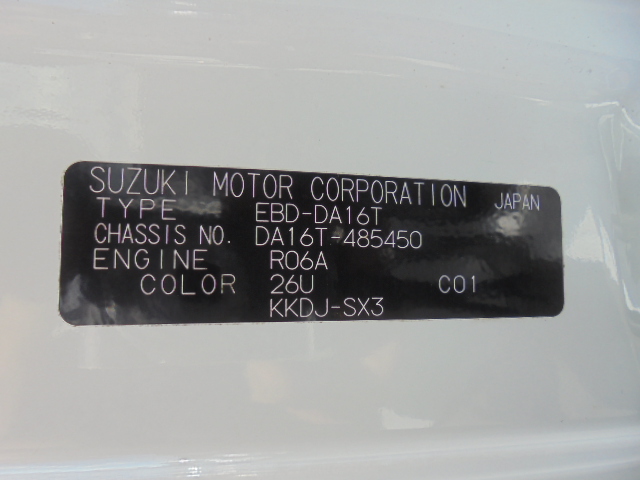 SUZUKI MOTOR CORPORATION JAPAN
TYPE EBD-DA16T
CHASSIS NO. DA16T-485450
ENGINE R06A
COLOR 26U C01
KKDJ-SX3